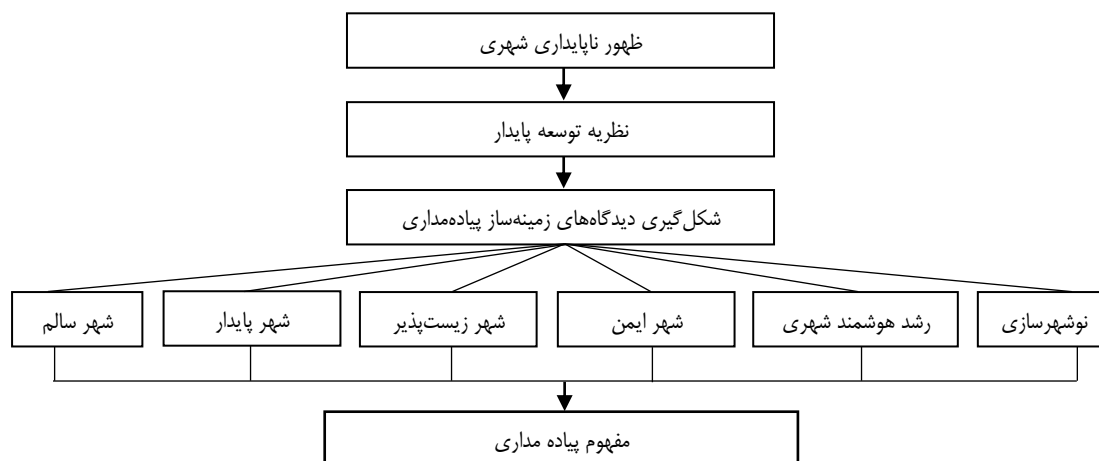 ظهور ناپایداری شهری
نظریه توسعه پایدار
شکل‌گیری دیدگاه‌های زمینه‌ساز پیاده‌مداری
نوشهرسازی
رشد هوشمند شهری
شهر ایمن
شهر زیست‌پذیر
شهر پایدار
شهر سالم
مفهوم پیاده مداری